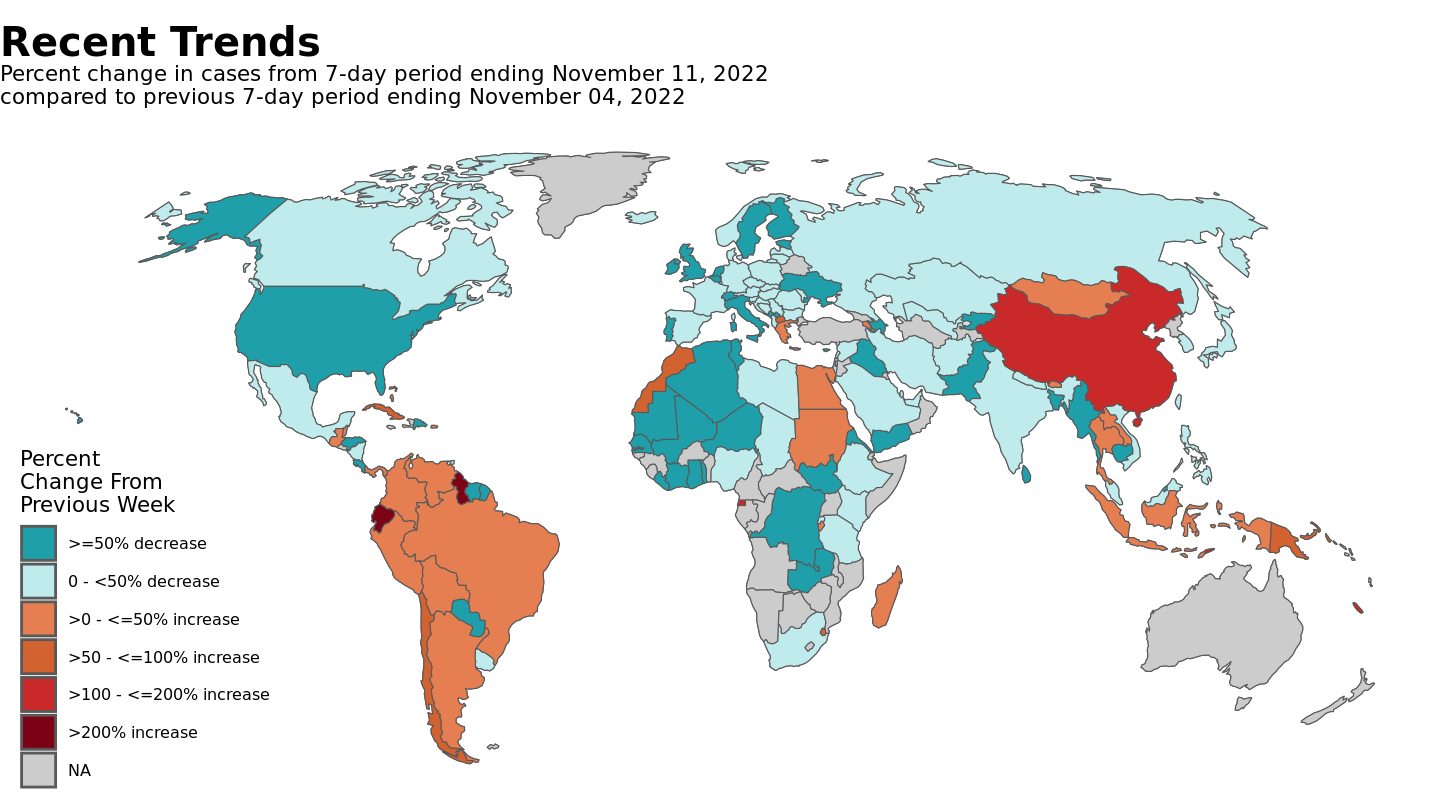 Recent Trends
Percent change in cases from 7-day period ending November 11, 2022
compared to previous 7-day period ending November 04, 2022
Percent
Change From
Previous Week
>=50% decrease
0 - <50% decrease
>0 - <=50% increase
>50 - <=100% increase
>100 - <=200% increase
>200% increase
NA